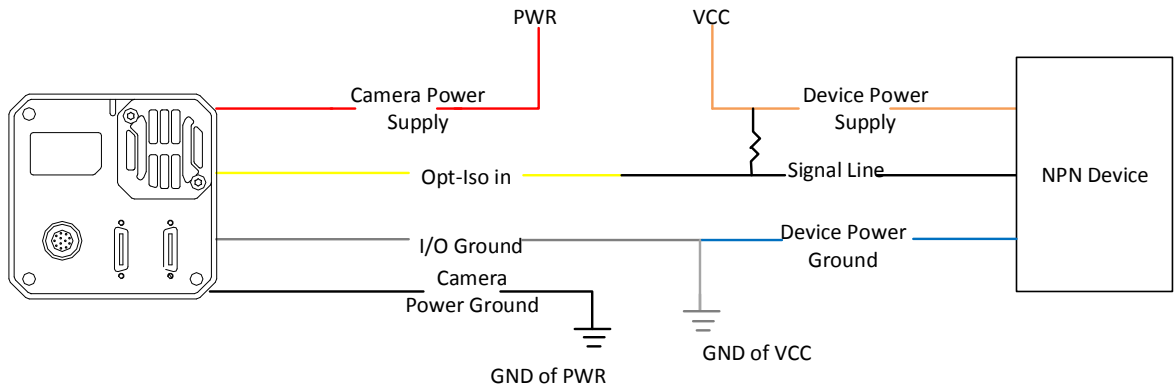 PWR
VCC
Camera Power
Supply
Device Power
Supply
Opt-Iso in
Signal Line
NPN Device
I/O Ground
Device Power
Ground
Camera
Power Ground
GND of VCC
GND of PWR